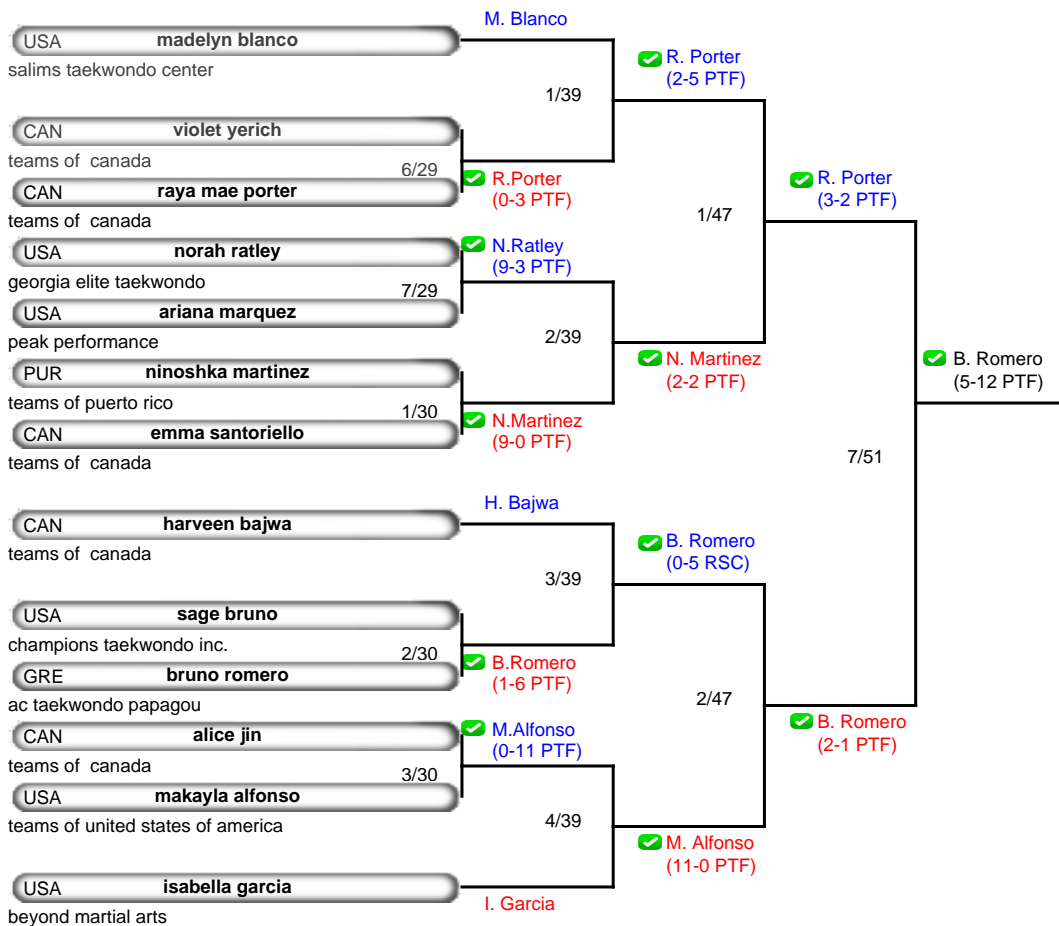 M. Blanco
USA madelyn blanco
salims taekwondo center
R. Porter
(2-5 PTF)
1/39
CAN violet yerich
teams of  canada
6/29
CAN raya mae porter
teams of  canada
R.Porter
(0-3 PTF)
R. Porter
(3-2 PTF)
1/47
USA norah ratley
georgia elite taekwondo
N.Ratley
(9-3 PTF)
7/29
USA ariana marquez
peak performance
2/39
PUR ninoshka martinez
teams of puerto rico
N. Martinez
(2-2 PTF)
1/30
CAN emma santoriello
teams of  canada
N.Martinez
(9-0 PTF)
B. Romero
(5-12 PTF)
7/51
H. Bajwa
CAN harveen bajwa
teams of  canada
B. Romero
(0-5 RSC)
3/39
USA sage bruno
champions taekwondo inc.
2/30
GRE bruno romero
ac taekwondo papagou
B.Romero
(1-6 PTF)
2/47
B. Romero
(2-1 PTF)
CAN alice jin
teams of  canada
M.Alfonso
(0-11 PTF)
3/30
USA makayla alfonso
teams of united states of america
4/39
M. Alfonso
(11-0 PTF)
USA isabella garcia
beyond martial arts
I. Garcia